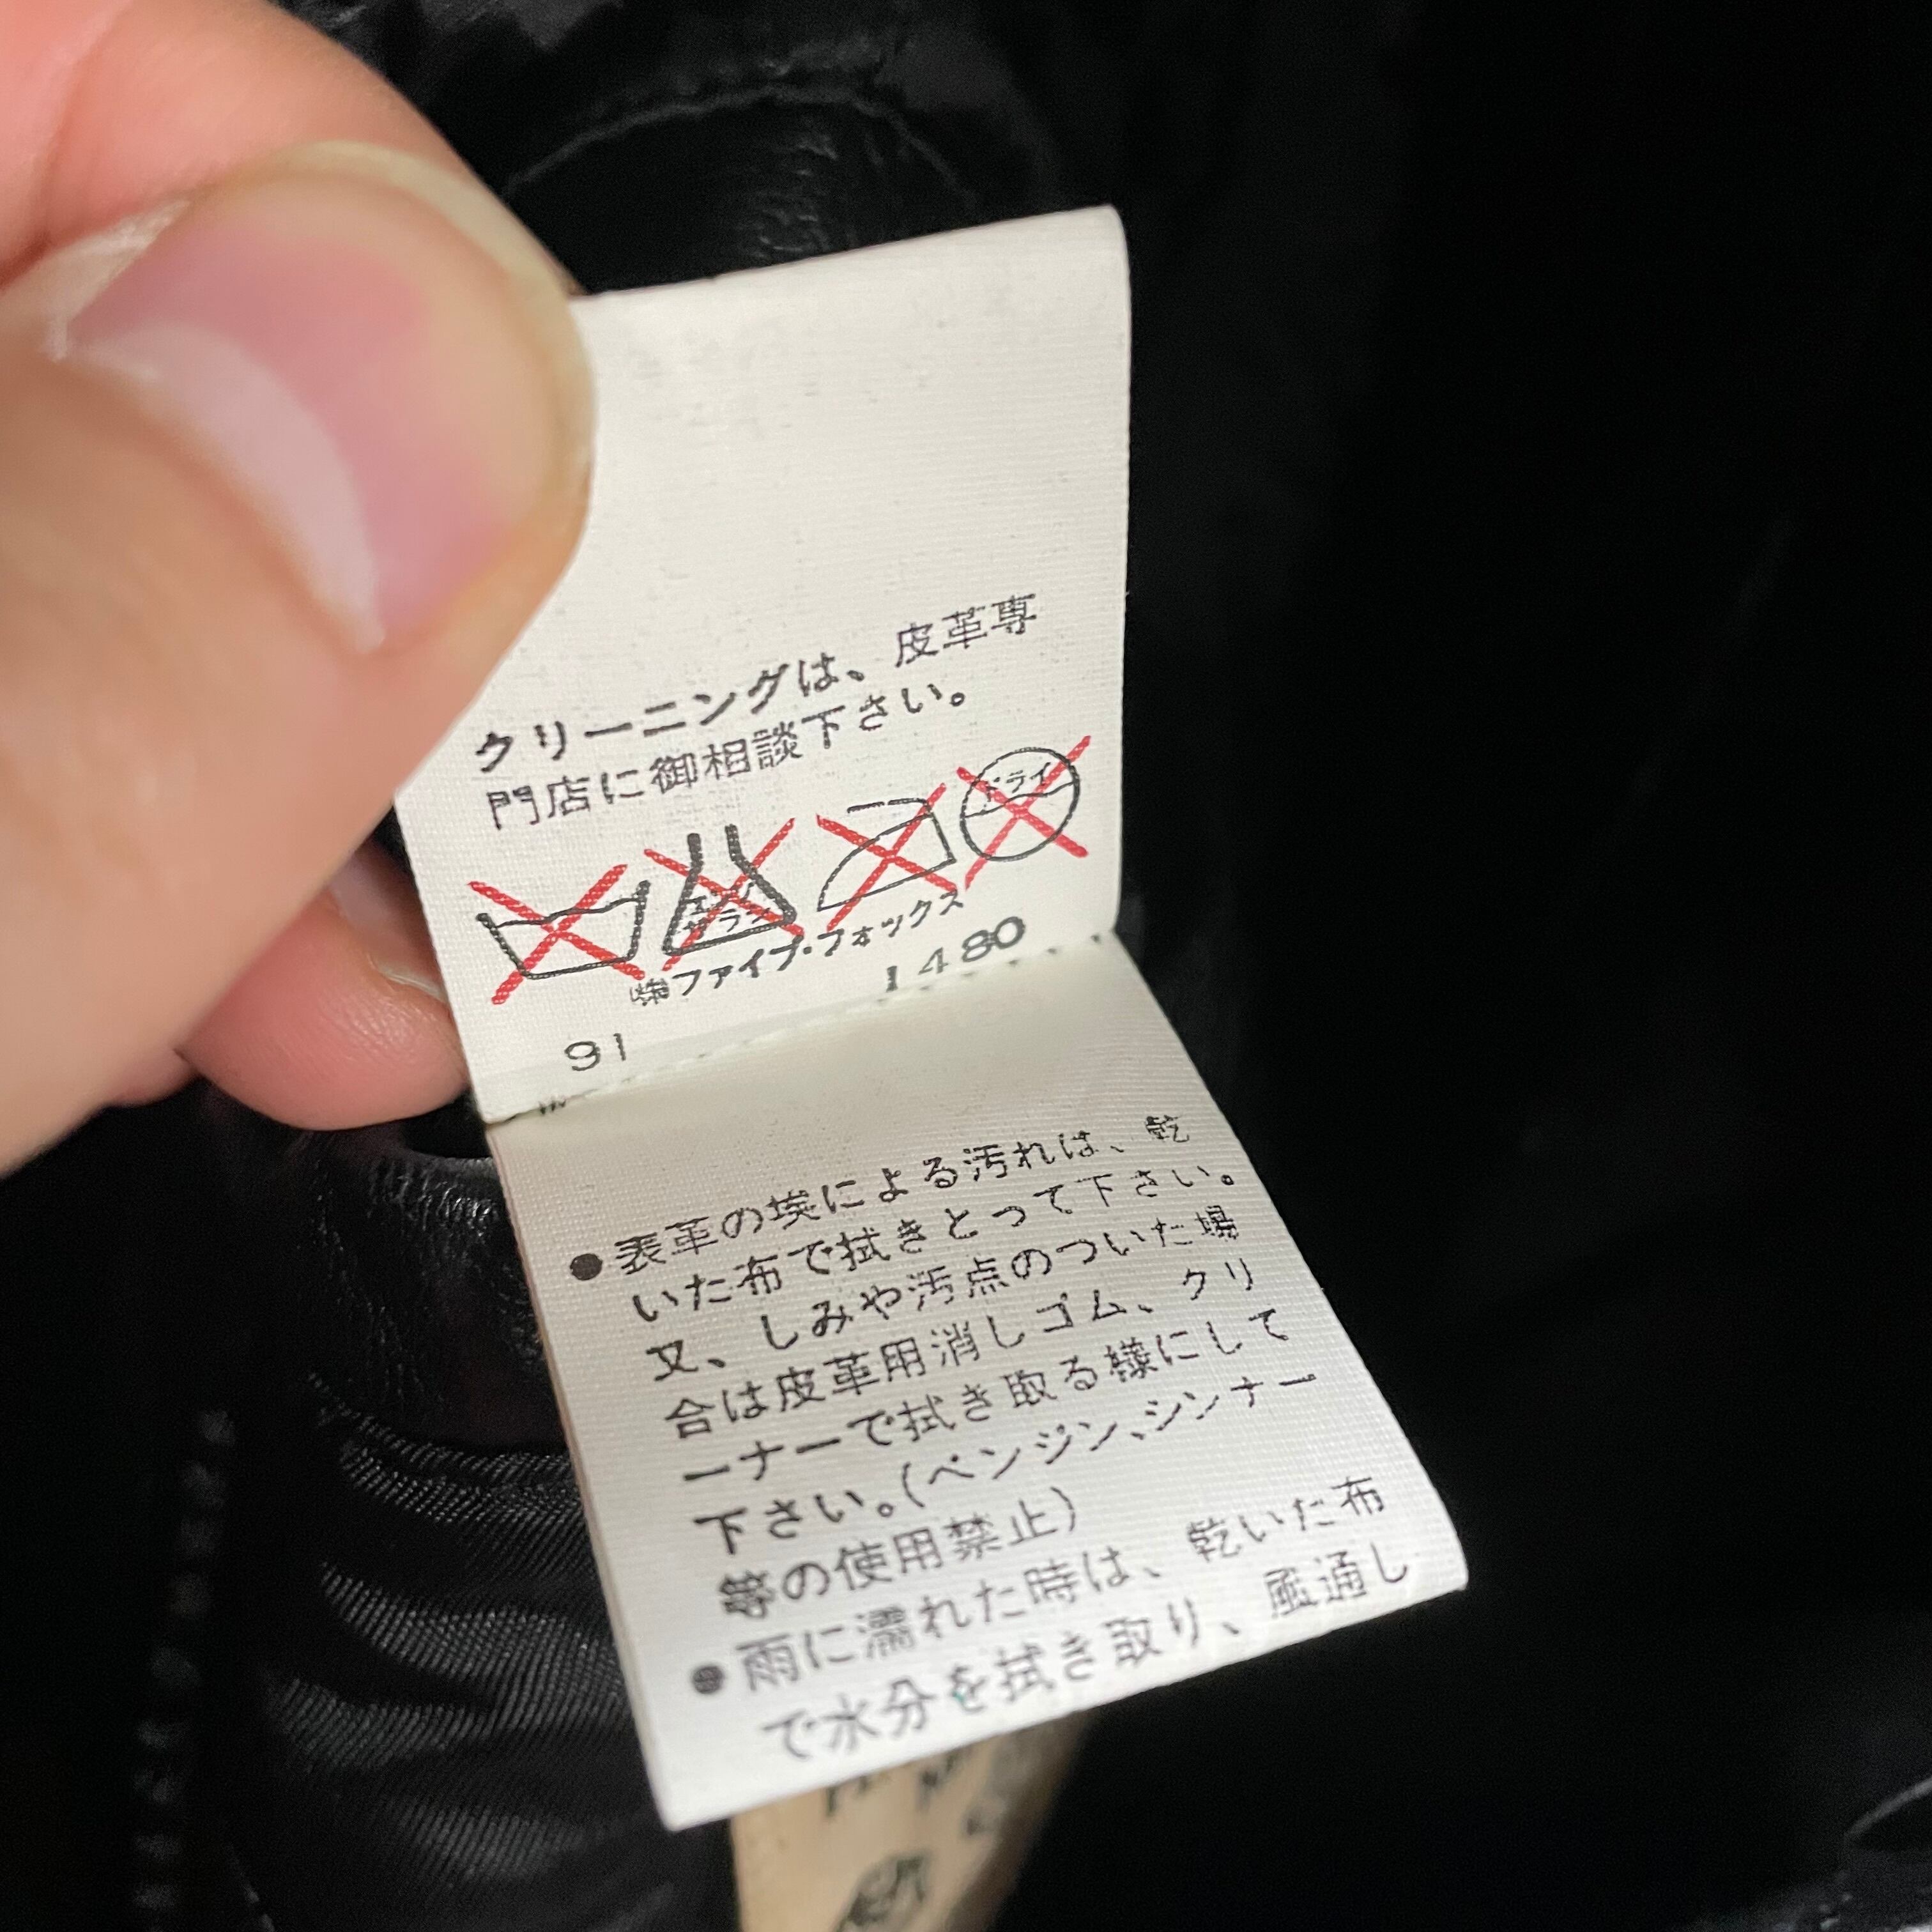 クリーニングは、皮革専
門店に御相談下さい。
ドライ
エンソ
サラシ
㈱ファイブ・フォックス
1480
91
●表革の埃による汚れは、乾
いた布で拭きとって下さい。
又、しみや汚点のついた場
合は皮革用消しゴム、クリ
ーナーで拭き取る様にして
下さい。(ベンジン、シンナー
等の使用禁止)
●雨に濡れた時は、乾いた布
で水分を拭き取り、風通し